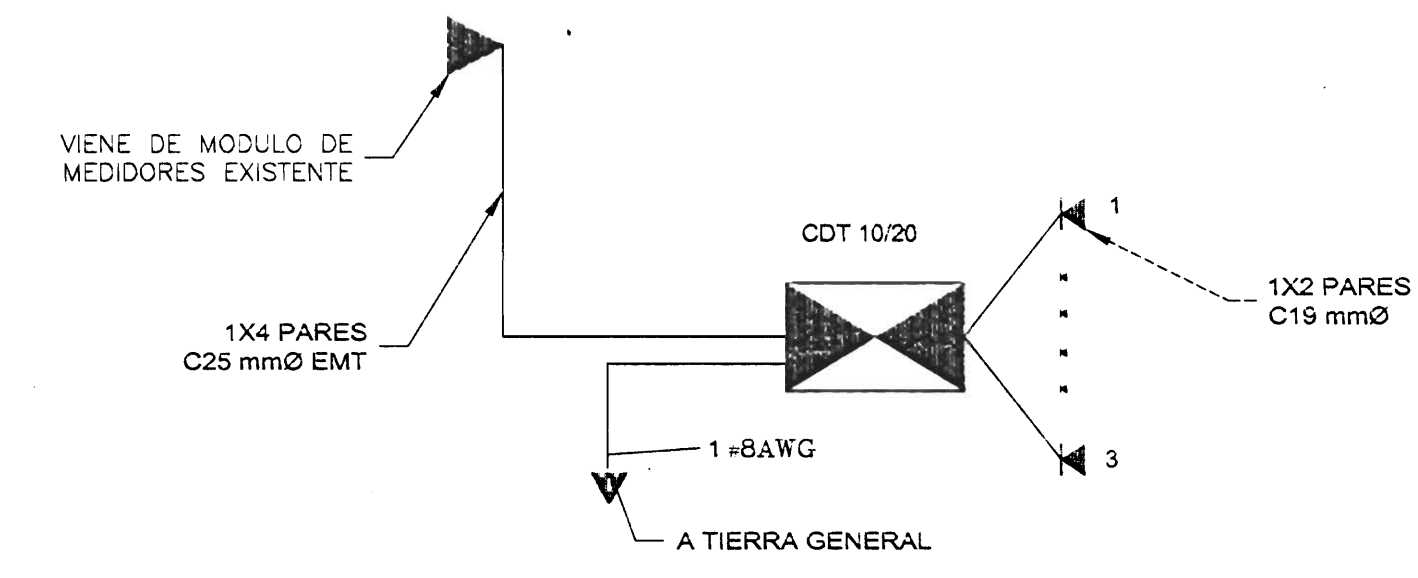 VIENE DE MODULO DE
MEDIDORES EXISTENTE
CDT 10/20
1
1X2 PARES
C19 mmØ
1X4 PARES
C25 mmØ EMT
1 #8AWG
3
A TIERRA GENERAL